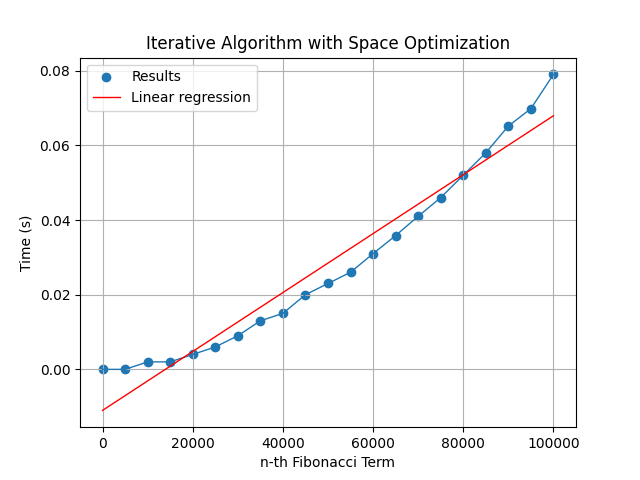 Iterative Algorithm with Space Optimization
Results
Linear regression
0.08
0.06
0.04
0.02
0.00
Time (s)
0 20000 40000 60000 80000 100000
n-th Fibonacci Term